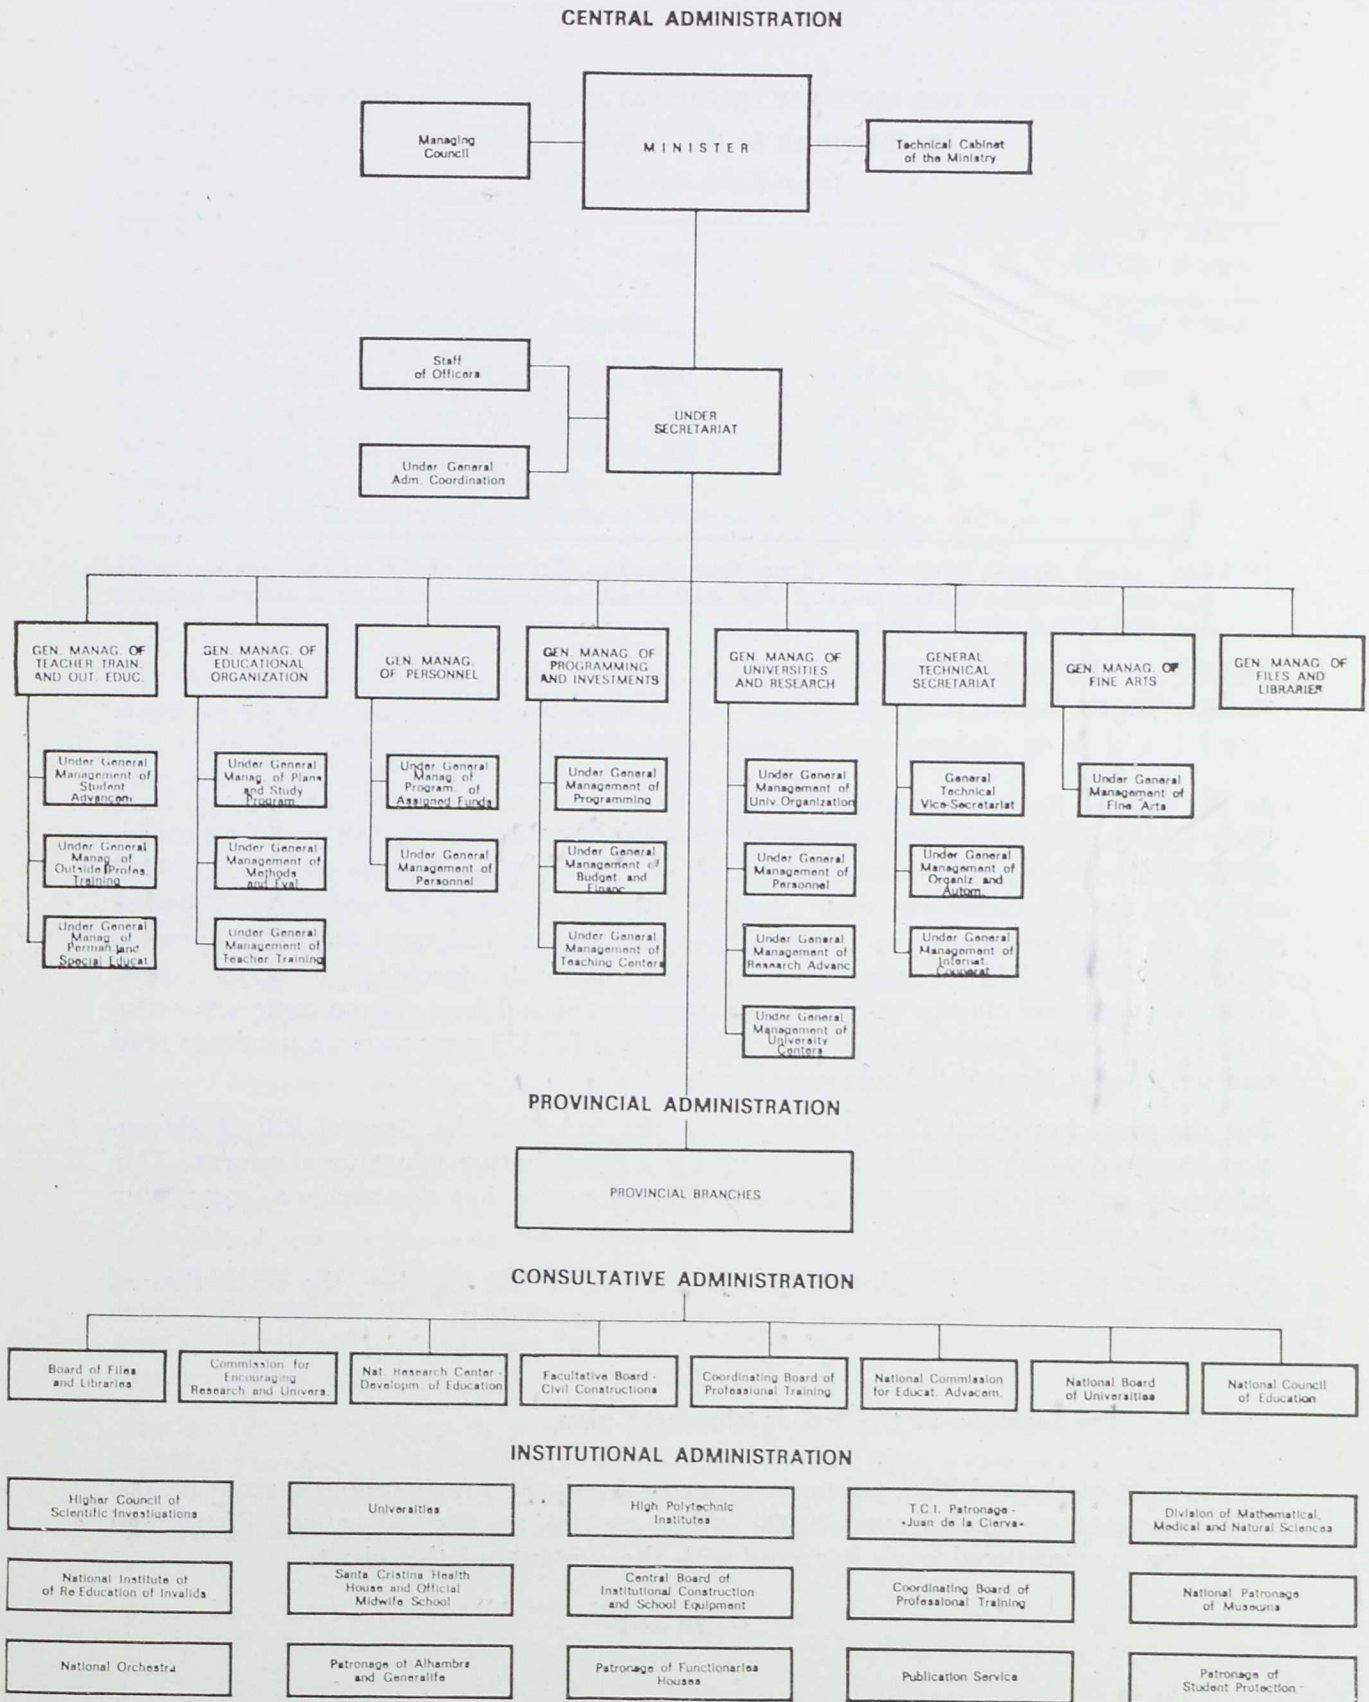 CENTRAL ADMINISTRATION
Managing
Council
MINISTER
Technical Cabinet
of the Ministry
Staff
of Officers
UNDER
SECRETARIAT
Under General
Adm. Coordination
GEN. MANAG. OF
TEACHER TRAIN.
AND OUT. EDUC.
GEN. MANAG. OF
EDUCATIONAL
ORGANIZATION
GEN. MANAG.
OF PERSONNEL
GEN. MANAG. OF
PROGRAMMING
AND INVESTMENTS
GEN. MANAG. OF
UNIVERSITIES
AND RESEARCH
GENERAL
TECHNICAL
SECRETARIAT
GEN. MANAG. OF
FINE ARTS
GEN. MANAG. OF
FILES AND
LIBRARIES
Under General
Management of
Student
Advancem
Under General
Manag. of Plans
and Study
Program.
Under General
Manag. of
Program. of
Assigned Funds
Under General
Management of
Programming
Under General
Management of
Univ. Organization
General
Technical
Vice-Secretariat
Under General
Management of
Fine Arts
Under General
Manag. of
Outside Profes.
Training
Under General
Management of
Methods
and Eval.
Under General
Management of
Personnel
Under General
Management of
Budget. and
Financ.
Under General
Management of
Personnel
Under General
Management of
Organiz. and
Autom.
Under General
Manag. of
Perman. and
Special Educat.
Under General
Management of
Teacher Training
Under General
Management of
Teaching Centers
Under General
Management of
Research Advanc.
Under General
Management of
Internat.
Cooperat.
Under General
Management of
University
Centers
PROVINCIAL ADMINISTRATION
PROVINCIAL BRANCHES
CONSULTATIVE ADMINISTRATION
Board of Files
and Libraries
Commission for
Encouraging
Research and Univers.
Nat. Research Center -
Developm. of Education
Facultative Board -
Civil Constructions
Coordinating Board of
Professional Training
National Commission
for Educat. Advacem.
National Board
of Universities
National Council
of Education
INSTITUTIONAL ADMINISTRATION
Higher Council of
Scientific Investigations
Universities
High Polytechnic
Institutes
T.C.I. Patronage -
•Juan de la Cierva•
Division of Mathematical,
Medical and Natural Sciences
National Institute of
of Re-Education of Invalids
Santa Cristina Health
House and Official
Midwife School
Central Board of
Institutional Construction
and School Equipment
Coordinating Board of
Professional Training
National Patronage
of Museums
National Orchestra
Patronage of Alhambra
and Generalife
Patronage of Functionaries
Houses
Publication Service
Patronage of
Student Protection -